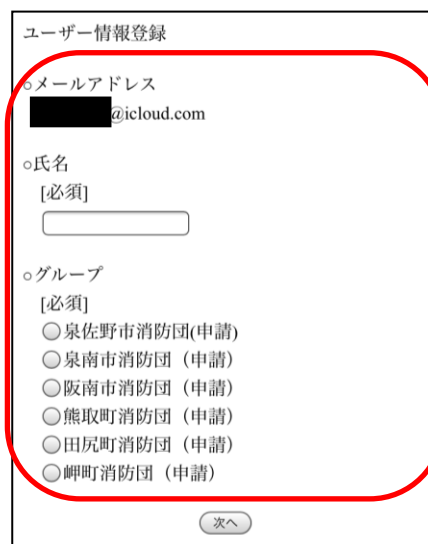 ユーザー情報登録
○メールアドレス
@icloud.com
○氏名
[必須]
○グループ
[必須]
泉佐野市消防団(申請)
泉南市消防団（申請）
阪南市消防団（申請）
熊取町消防団（申請）
田尻町消防団（申請）
岬町消防団（申請）
次へ